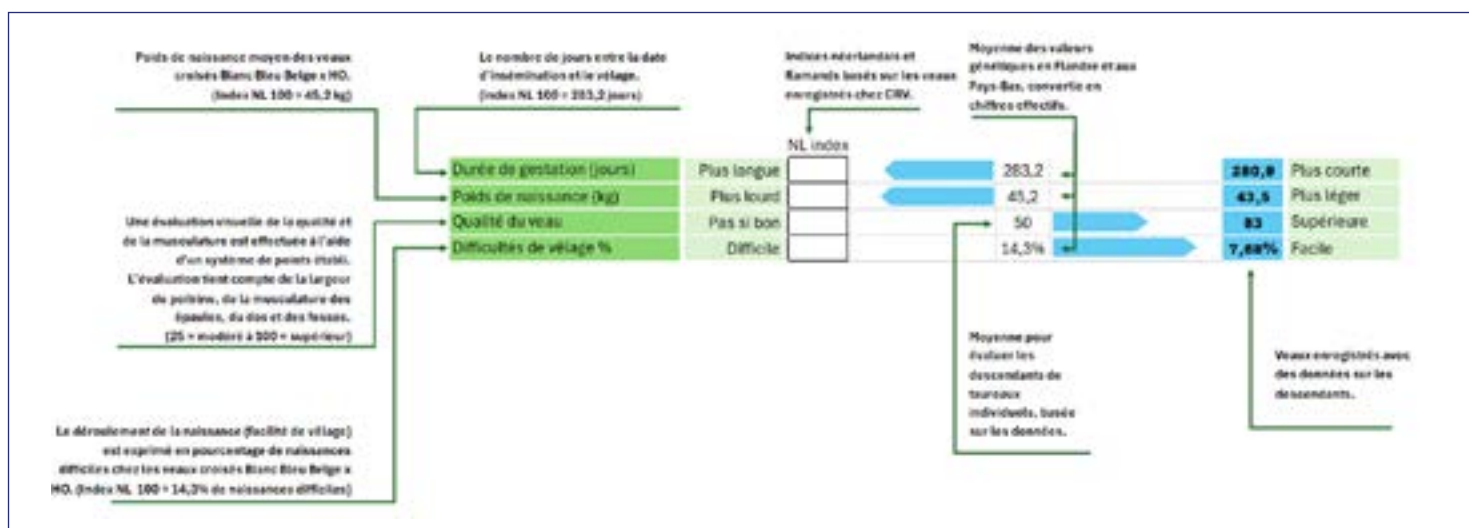 Poids de naissance moyen des veaux
croisés Blanc Bleu Belge x HO.
(Index NL 100 = 45,2 kg)
Le nombre de jours entre la date
d'insémination et le vêlage.
(Index NL 100 = 283,2 jours)
Indices néerlandais et
flamands basés sur les veaux
enregistrés chez CRV.
Moyenne des valeurs
génétiques en Flandre et aux
Pays-Bas, convertie en
chiffres effectifs.
NL index
Durée de gestation (jours) Plus longue 283,2 280,9 Plus courte
Poids de naissance (kg) Plus lourd 45,2 43,5 Plus léger
Qualité du veau Pas si bon 50 83 Supérieure
Difficultés de vêlage % Difficile 14,3% 7,68% Facile
Une évaluation visuelle de la qualité et
de la musculature est effectuée à l'aide
d'un système de points établi.
L'évaluation tient compte de la largeur
de poitrine, de la musculature des
épaules, du dos et des fesses.
(25 = modéré à 100 = supérieur)
Moyenne pour
évaluer les
descendants de
taureaux
individuels, basée
sur les données.
Veaux enregistrés avec
des données sur les
descendants.
Le déroulement de la naissance (facilité de vêlage)
est exprimé en pourcentage de naissances
difficiles chez les veaux croisés Blanc Bleu Belge x
HO. (Index NL 100 = 14,3% de naissances difficiles)